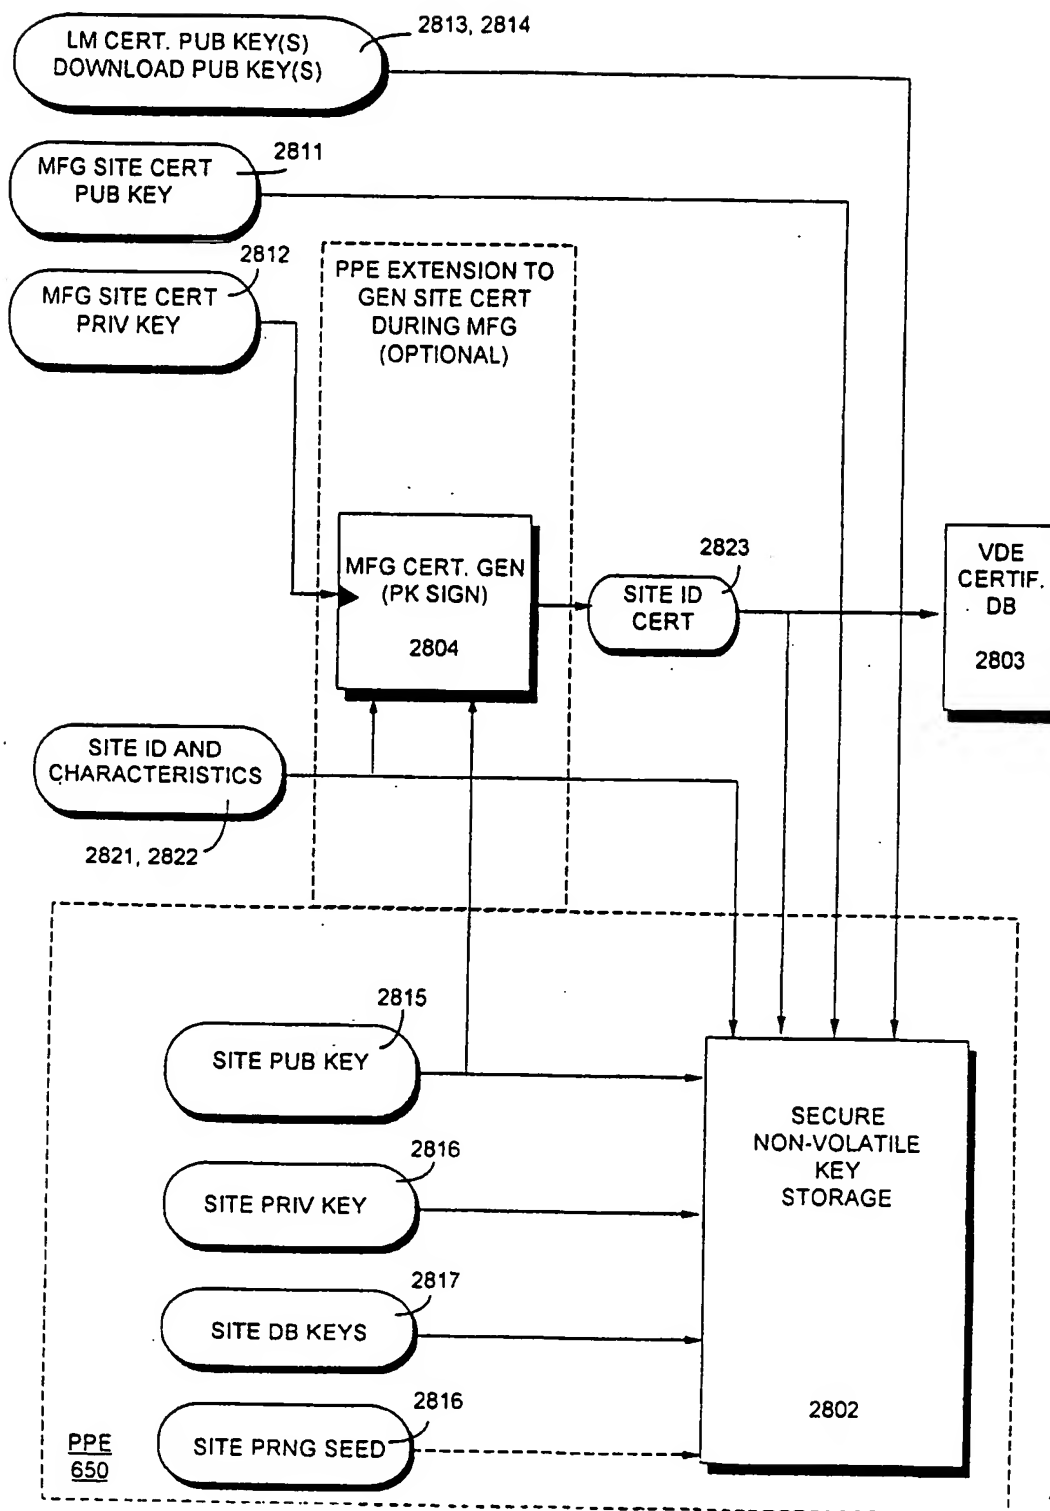 LM CERT. PUB KEY(S)
DOWNLOAD PUB KEY(S)
2813, 2814
MFG SITE CERT
PUB KEY
2811
MFG SITE CERT
PRIV KEY
2812
PPE EXTENSION TO
GEN SITE CERT
DURING MFG
(OPTIONAL)
MFG CERT. GEN
(PK SIGN)
2804
SITE ID
CERT
2823
VDE
CERTIF.
DB
2803
SITE ID AND
CHARACTERISTICS
2821, 2822
SITE PUB KEY
2815
SITE PRIV KEY
2816
SITE DB KEYS
2817
SITE PRNG SEED
2816
SECURE
NON-VOLATILE
KEY
STORAGE
2802
PPE
650